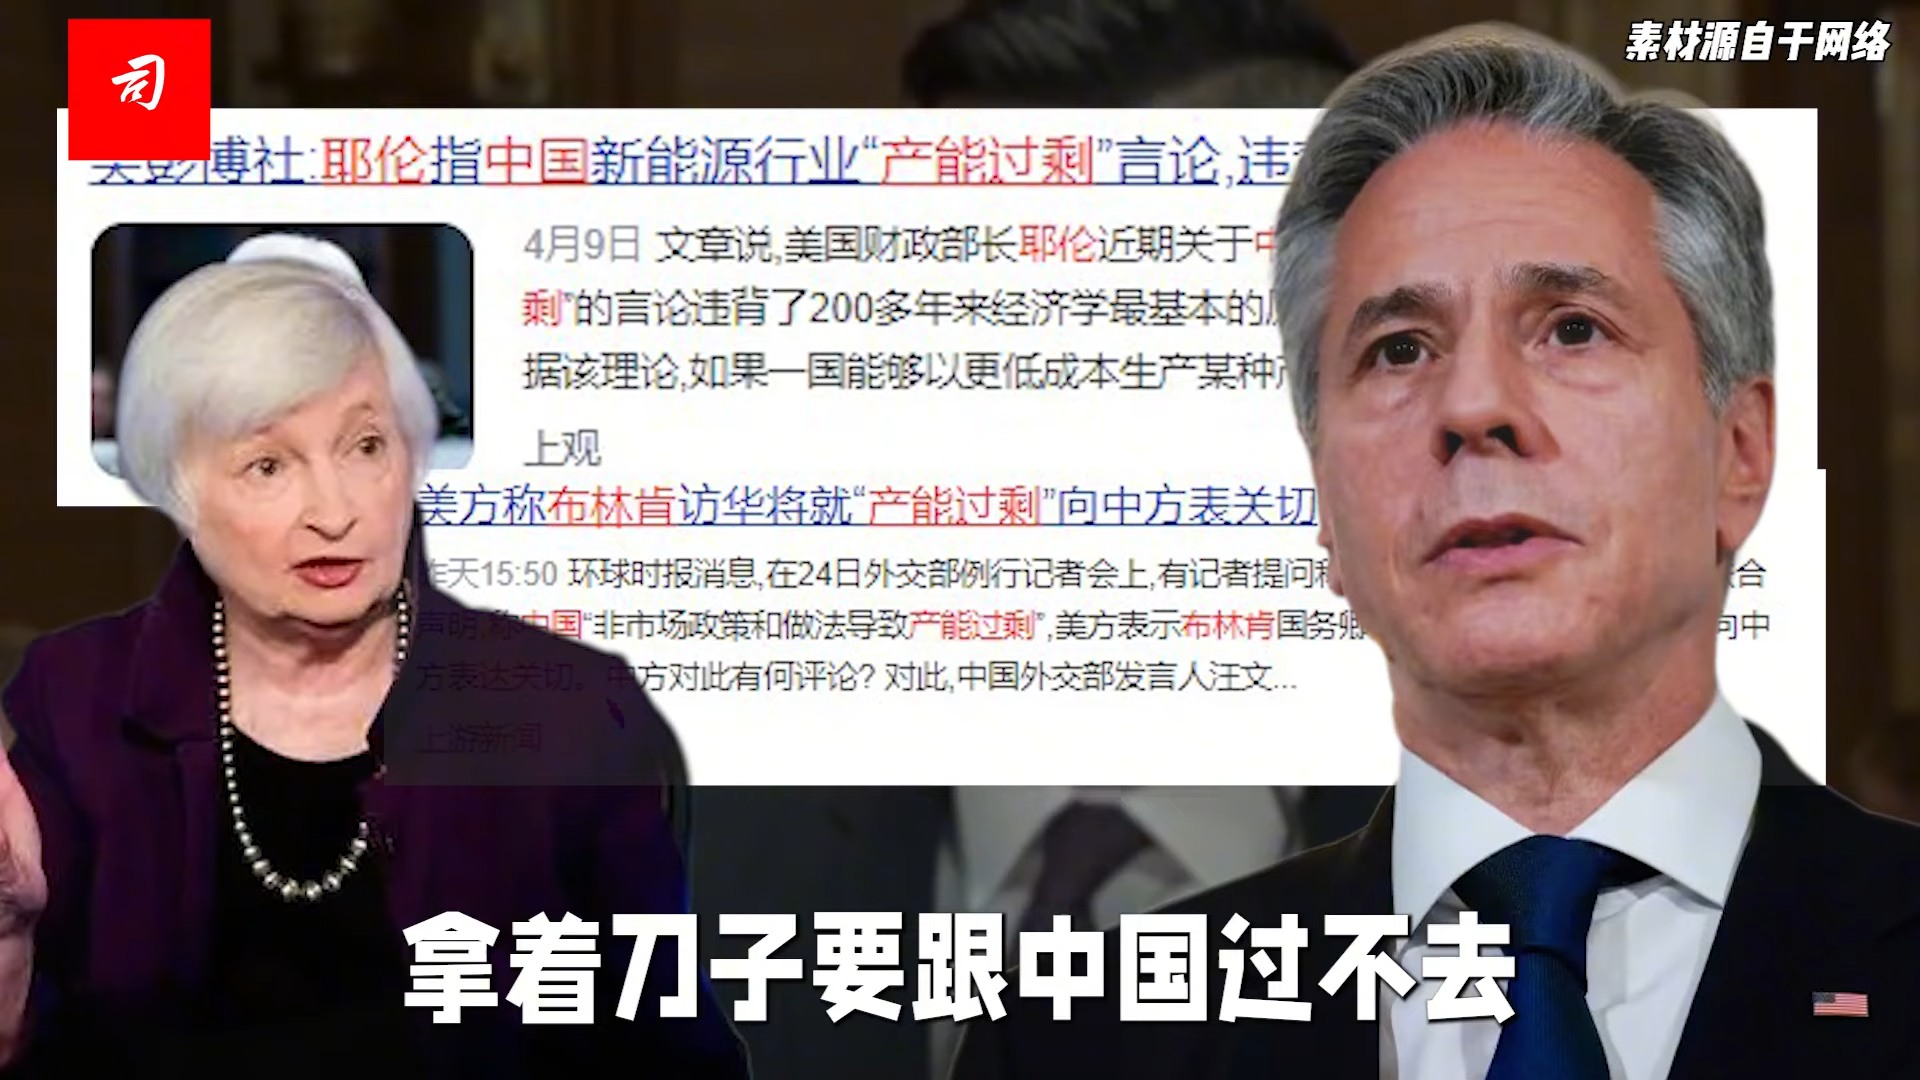 司
素材源自于网络
美彭博社:耶伦指中国新能源行业“产能过剩”言论,违
4月9日 文章说,美国财政部长耶伦近期关于中
剩”的言论违背了200多年来经济学最基本的
据该理论,如果一国能够以更低成本生产某种
上观
美方称布林肯访华将就“产能过剩”向中方表关切
昨天15:50 环球时报消息,在24日外交部例行记者会上,有记者提问 合
声明,称中国“非市场政策和做法导致产能过剩”,美方表示布林肯国务卿 向中
方表达关切。中方对此有何评论? 对此,中国外交部发言人汪文...
上游新闻
拿着刀子要跟中国过不去